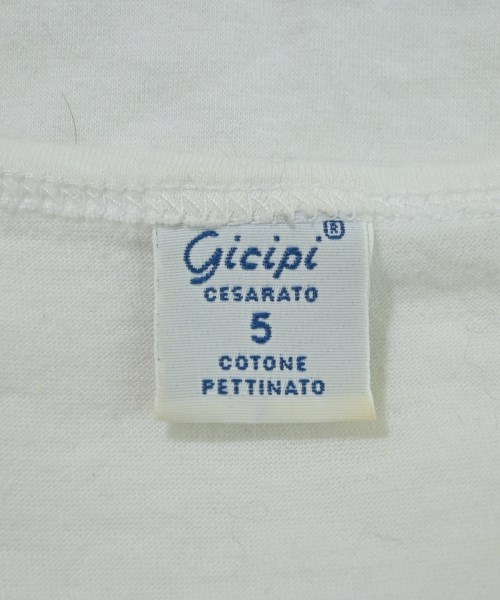 Gicipi®
CESARATO
5
COTONE
PETTINATO